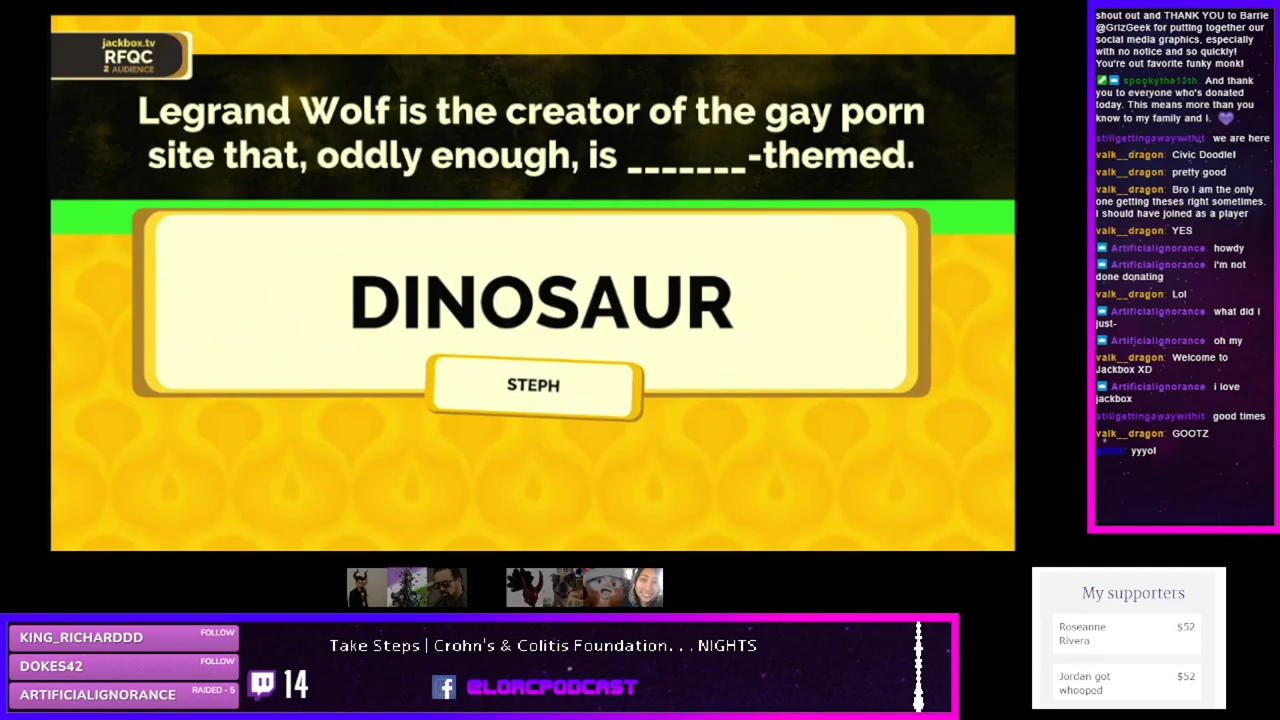 jackbox.tv
RFQC
2 AUDIENCE
Legrand Wolf is the creator of the gay porn
site that, oddly enough, is _______-themed.
DINOSAUR
STEPH
shout out and THANK YOU to Barrie
@GrizGeek for putting together our
social media graphics, especially
with no notice and so quickly!
You're out favorite funky monk!
spookythe13th: And thank
you to everyone who's donated
today. This means more than you
know to my family and I.
stillgettingawaywithit: we are here
valk__dragon: Civic Doodle!
valk__dragon: pretty good
valk__dragon: Bro I am the only
one getting theses right sometimes.
I should have joined as a player
valk__dragon: YES
Artificialignorance: howdy
Artificialignorance: i'm not
done donating
valk__dragon: Lol
Artificialignorance: what did I
just-
Artificialignorance: oh my
valk__dragon: Welcome to
Jackbox XD
Artificialignorance: i love
jackbox
stillgettingawaywithit: good times
valk__dragon: GOOTZ
yyyol
My supporters
Roseanne
Rivera
$52
Jordan got
whooped
$52
KING_RICHARDDD FOLLOW
DOKES42 FOLLOW
ARTIFICIALIGNORANCE RAIDED - 5
14
Take Steps | Crohn's & Colitis Foundation. . . NIGHTS
@LORCPODCAST